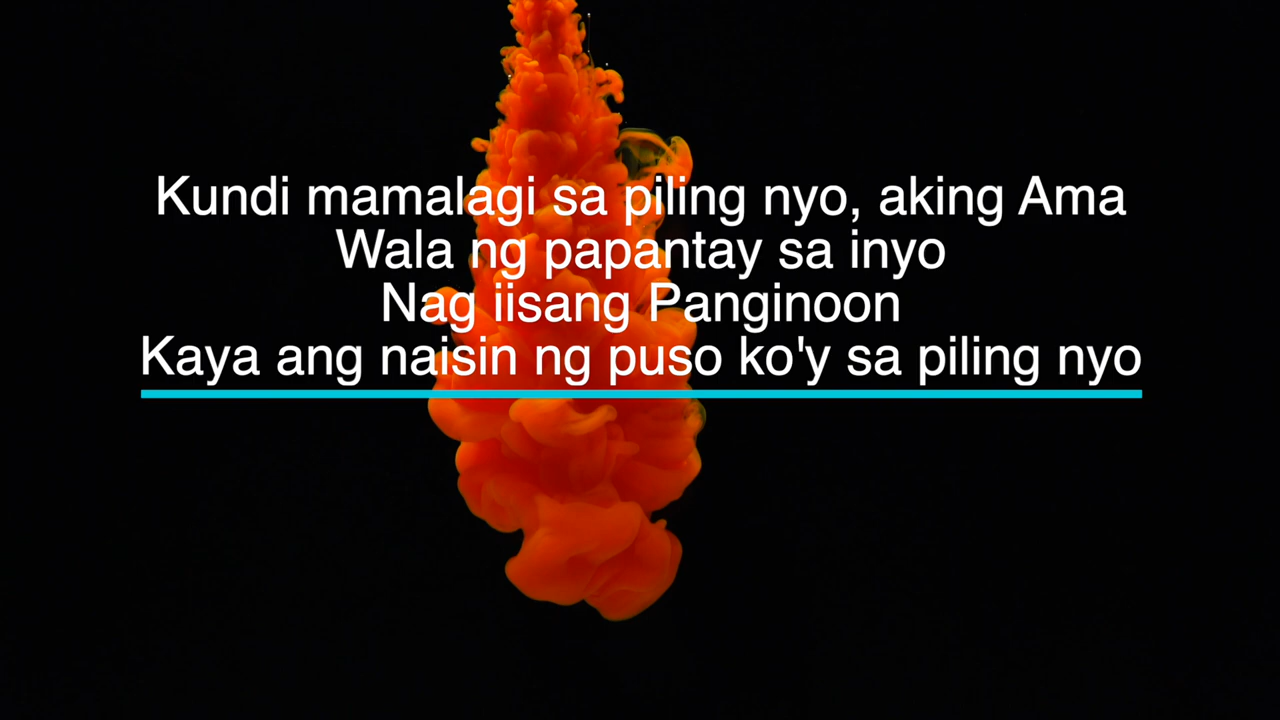 Kundi mamalagi sa piling nyo, aking Ama
Wala ng papantay sa inyo
Nag iisang Panginoon
Kaya ang naisin ng puso ko'y sa piling nyo